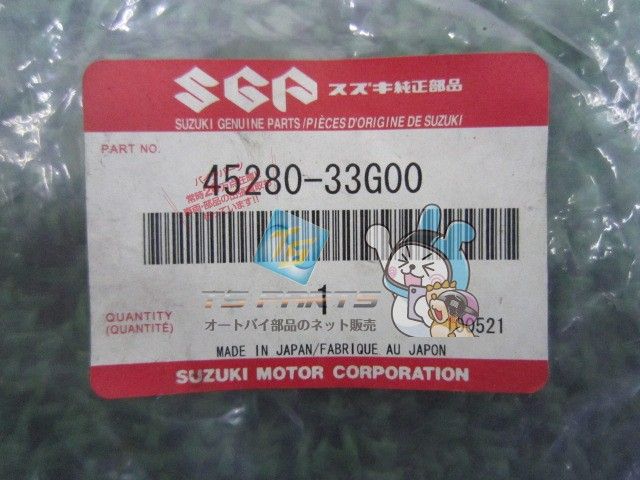 SGP スズキ純正部品
SUZUKI GENUINE PARTS/PIÈCES D'ORIGINE DE SUZUKI
PART NO.
45280-33G00
TS
TS PARTS
オートバイ部品のネット販売
QUANTITY
(QUANTITÉ)
1
190521
MADE IN JAPAN/FABRIQUE AU JAPON
SUZUKI MOTOR CORPORATION